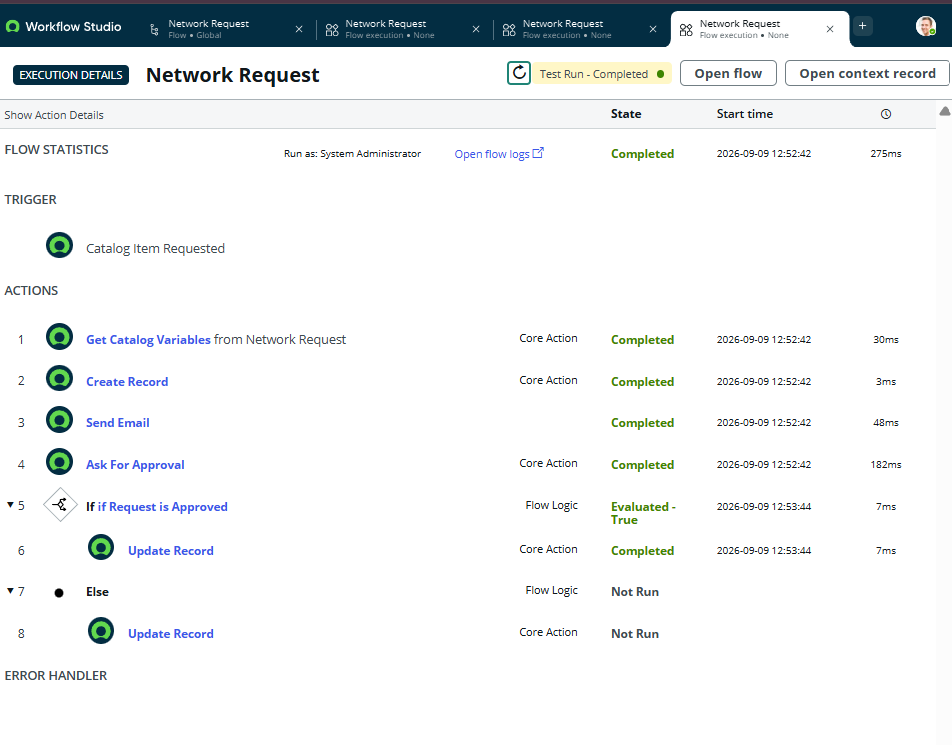 Workflow Studio
Network Request
Flow • Global
Network Request
Flow execution • None
Network Request
Flow execution • None
Network Request
Flow execution • None
EXECUTION DETAILS Network Request Test Run - Completed Open flow Open context record
Show Action Details State Start time
FLOW STATISTICS Run as: System Administrator Open flow logs Completed 2026-09-09 12:52:42 275ms
TRIGGER
Catalog Item Requested
ACTIONS
1 Get Catalog Variables from Network Request Core Action Completed 2026-09-09 12:52:42 30ms
2 Create Record Core Action Completed 2026-09-09 12:52:42 3ms
3 Send Email Completed 2026-09-09 12:52:42 48ms
4 Ask For Approval Core Action Completed 2026-09-09 12:52:42 182ms
5 If if Request is Approved Flow Logic Evaluated - True 2026-09-09 12:53:44 7ms
6 Update Record Core Action Completed 2026-09-09 12:53:44 7ms
7 Else Flow Logic Not Run
8 Update Record Core Action Not Run
ERROR HANDLER